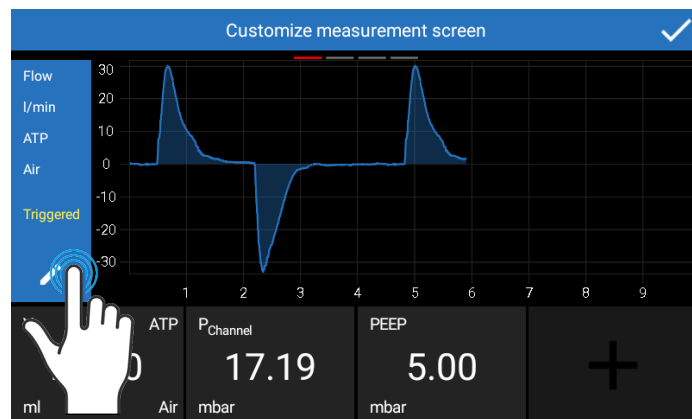 Customize measurement screen
Flow
l/min
ATP
Air
Triggered
30
20
10
0
-10
-20
-30
1 2 3 4 5 6 7 8 9
ATP
ml Air
P Channel
17.19
mbar
PEEP
5.00
mbar
+